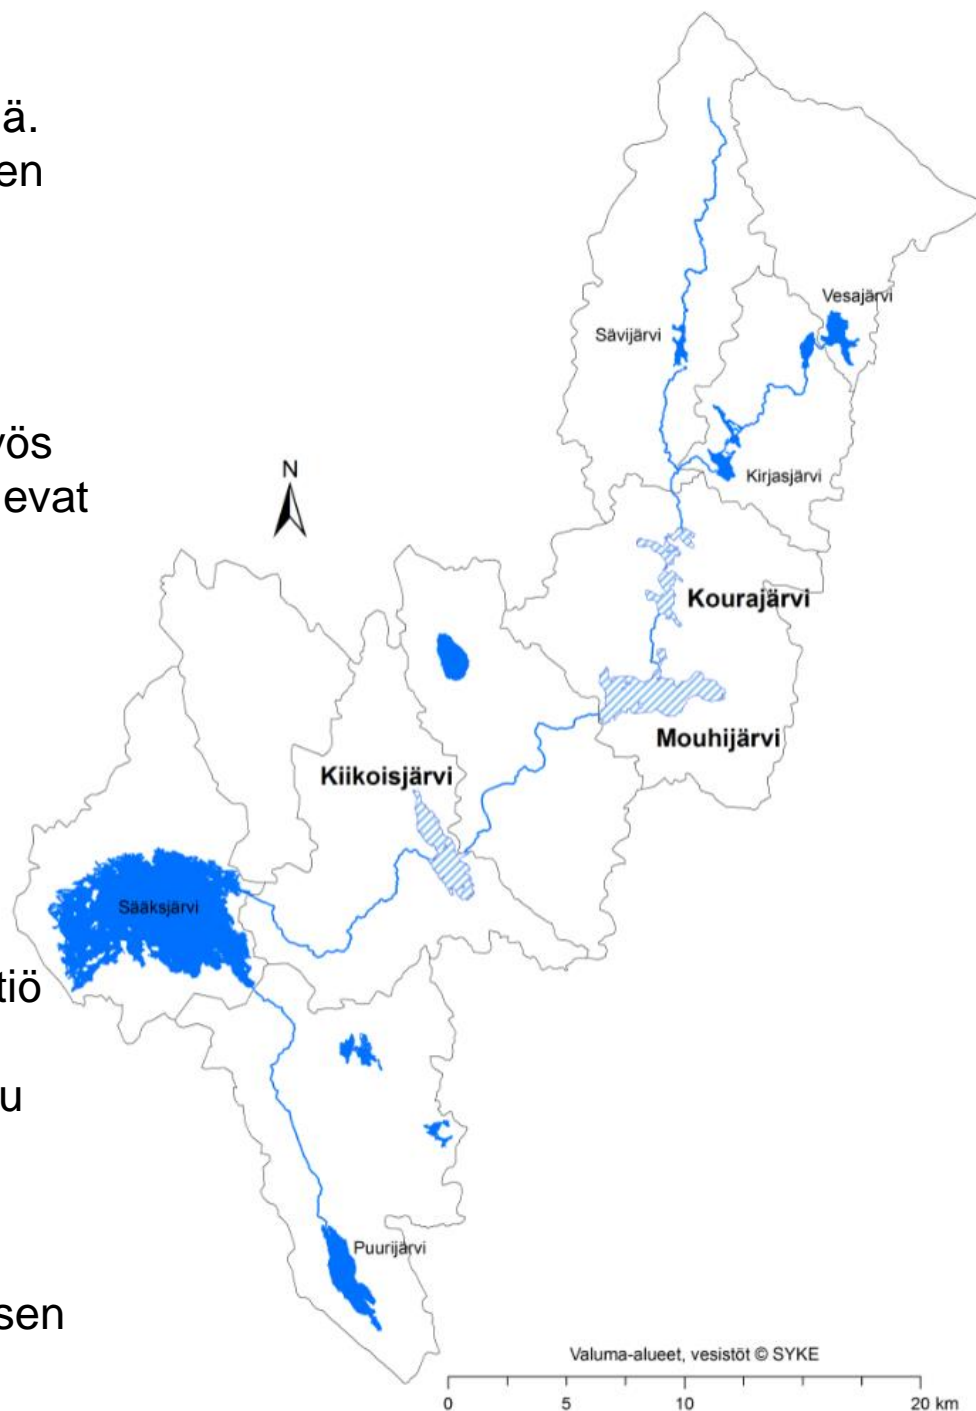 ä.
en
yös
evat
tiö
u
sen
N
Vesajärvi
Sävijärvi
Kirjasjärvi
Kourajärvi
Mouhijärvi
Kiikoisjärvi
Sääksjärvi
Puurijärvi
Valuma-alueet, vesistöt © SYKE
0 5 10 20 km